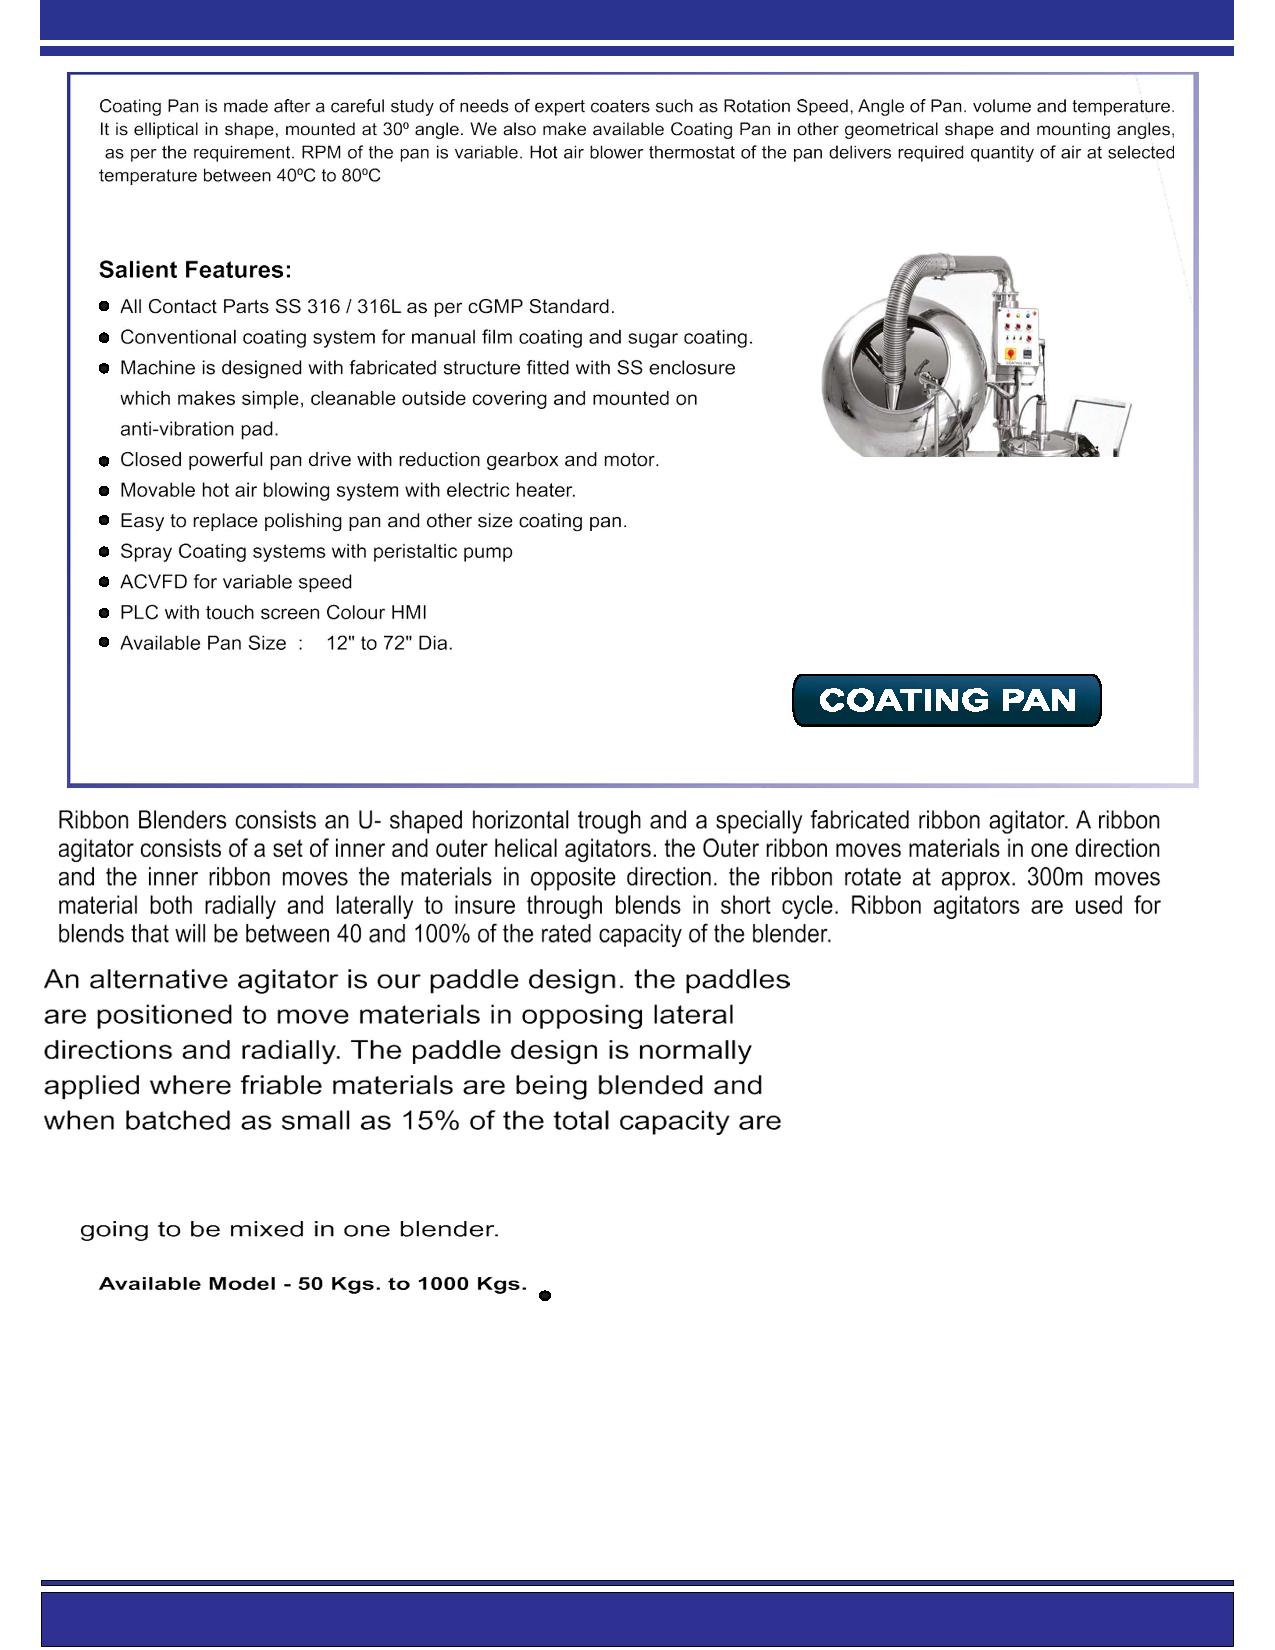 Coating Pan is made after a careful study of needs of expert coaters such as Rotation Speed, Angle of Pan. volume and temperature.
It is elliptical in shape, mounted at 30º angle. We also make available Coating Pan in other geometrical shape and mounting angles,
as per the requirement. RPM of the pan is variable. Hot air blower thermostat of the pan delivers required quantity of air at selected
temperature between 40ºC to 80ºC
Salient Features:
All Contact Parts SS 316 / 316L as per cGMP Standard.
Conventional coating system for manual film coating and sugar coating.
Machine is designed with fabricated structure fitted with SS enclosure
which makes simple, cleanable outside covering and mounted on
anti-vibration pad.
Closed powerful pan drive with reduction gearbox and motor.
Movable hot air blowing system with electric heater.
Easy to replace polishing pan and other size coating pan.
Spray Coating systems with peristaltic pump
ACVFD for variable speed
PLC with touch screen Colour HMI
Available Pan Size : 12" to 72" Dia.
COATING PAN
COATING PAN
Ribbon Blenders consists an U- shaped horizontal trough and a specially fabricated ribbon agitator. A ribbon
agitator consists of a set of inner and outer helical agitators. the Outer ribbon moves materials in one direction
and the inner ribbon moves the materials in opposite direction. the ribbon rotate at approx. 300m moves
material both radially and laterally to insure through blends in short cycle. Ribbon agitators are used for
blends that will be between 40 and 100% of the rated capacity of the blender.
An alternative agitator is our paddle design. the paddles
are positioned to move materials in opposing lateral
directions and radially. The paddle design is normally
applied where friable materials are being blended and
when batched as small as 15% of the total capacity are
going to be mixed in one blender.
Available Model - 50 Kgs. to 1000 Kgs.